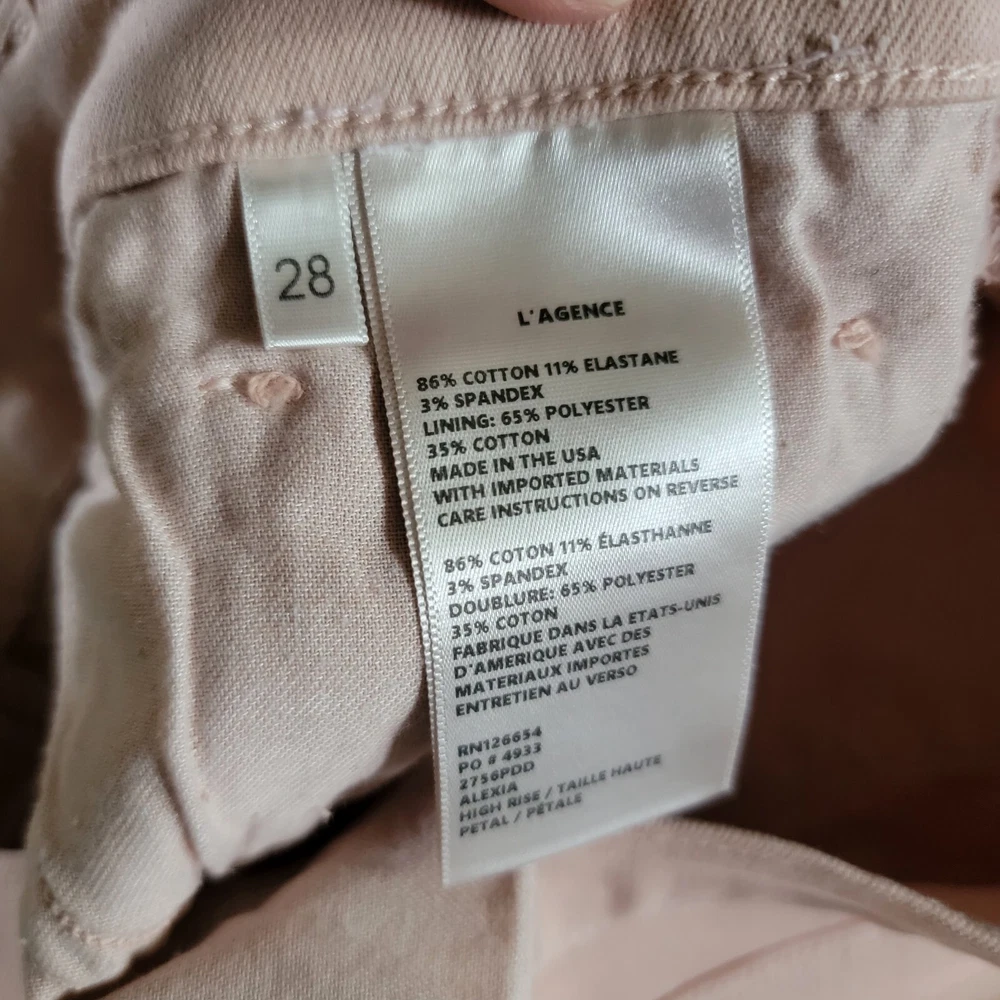 28
L'AGENCE
86% COTTON 11% ELASTANE
3% SPANDEX
LINING: 65% POLYESTER
35% COTTON
MADE IN THE USA
WITH IMPORTED MATERIALS
CARE INSTRUCTIONS ON REVERSE
86% COTON 11% ÉLASTHANNE
3% SPANDEX
DOUBLURE: 65% POLYESTER
35% COTON
FABRIQUE DANS LA ETATS-UNIS
D'AMERIQUE AVEC DES
MATERIAUX IMPORTES
ENTRETIEN AU VERSO
RN126654
PO # 4933
2756PDD
ALEXIA
HIGH RISE / TAILLE HAUTE
PETAL / PÉTALE